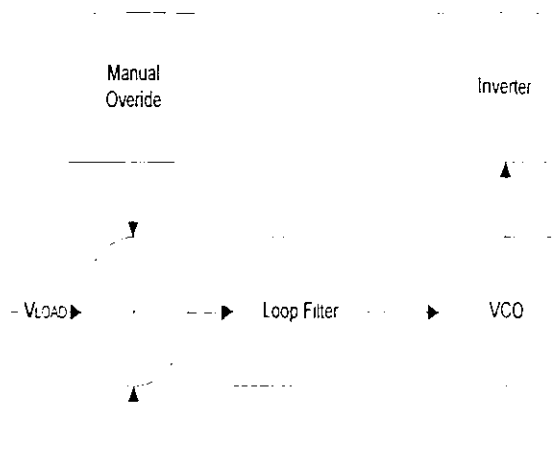 Manual
Overide
Inverter
VLOAD
Loop Filter
VCO